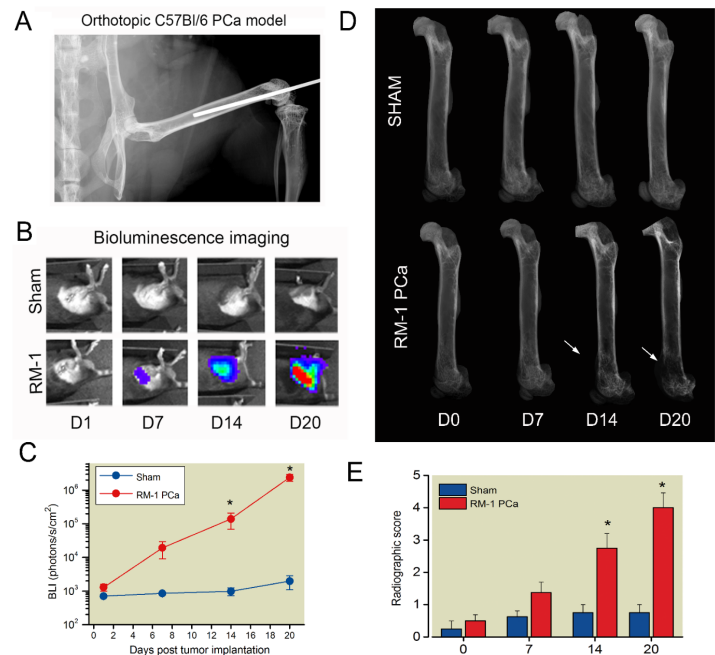 A
Orthotopic C57Bl/6 PCa model
B
Bioluminescence imaging
Sham
RM-1
D1 D7 D14 D20
C
Sham
RM-1 PCa
*
*
BLI (photons/s/cm²)
10⁶
10⁵
10⁴
10³
10²
0 2 4 6 8 10 12 14 16 18 20
Days post tumor implantation
D
SHAM
RM-1 PCa
D0 D7 D14 D20
E
Sham
RM-1 PCa
*
*
Radiographic score
5
4
3
2
1
0
0 7 14 20